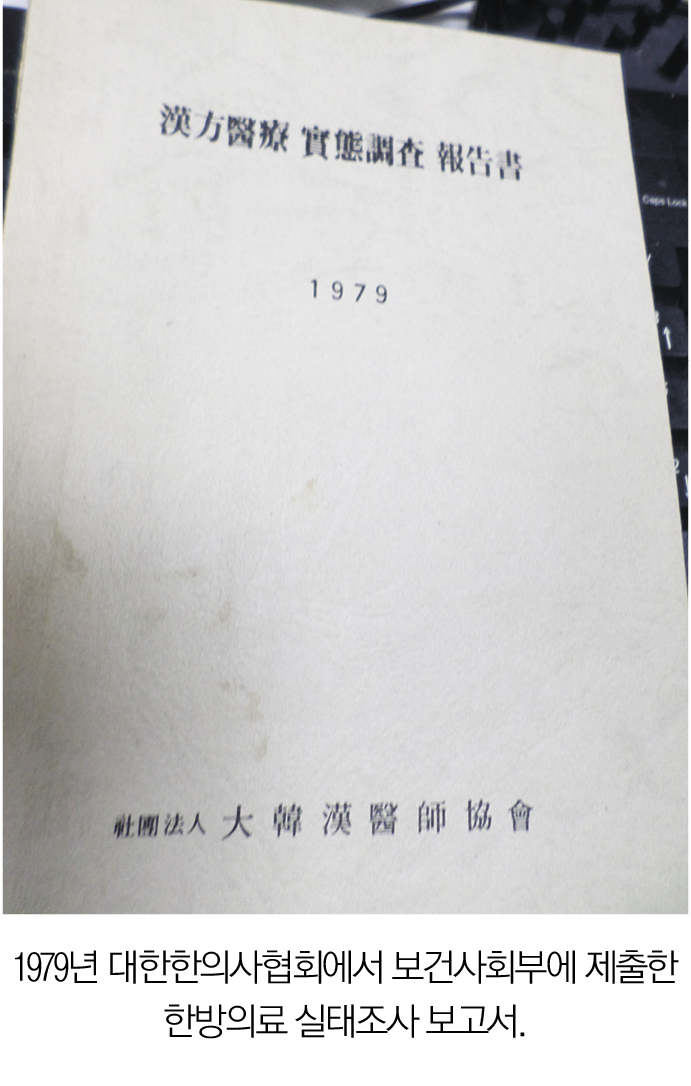 漢方醫療 實態調査 報告書
1979
Caps Lock
社團法人 大韓漢醫師協會
1979년 대한한의사협회에서 보건사회부에 제출한
한방의료 실태조사 보고서.